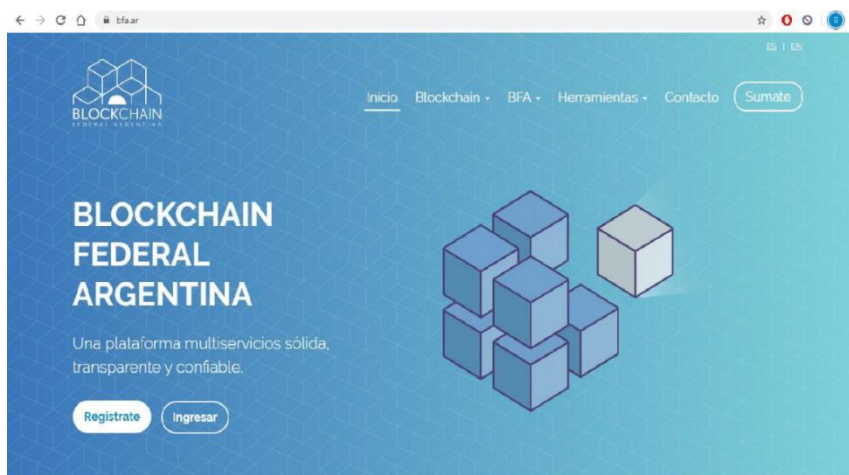 bfa.ar
ES | EN
BLOCKCHAIN
FEDERAL ARGENTINA
Inicio Blockchain BFA Herramientas Contacto Sumate
BLOCKCHAIN
FEDERAL
ARGENTINA
Una plataforma multiservicios sólida,
transparente y confiable.
Registrate Ingresar